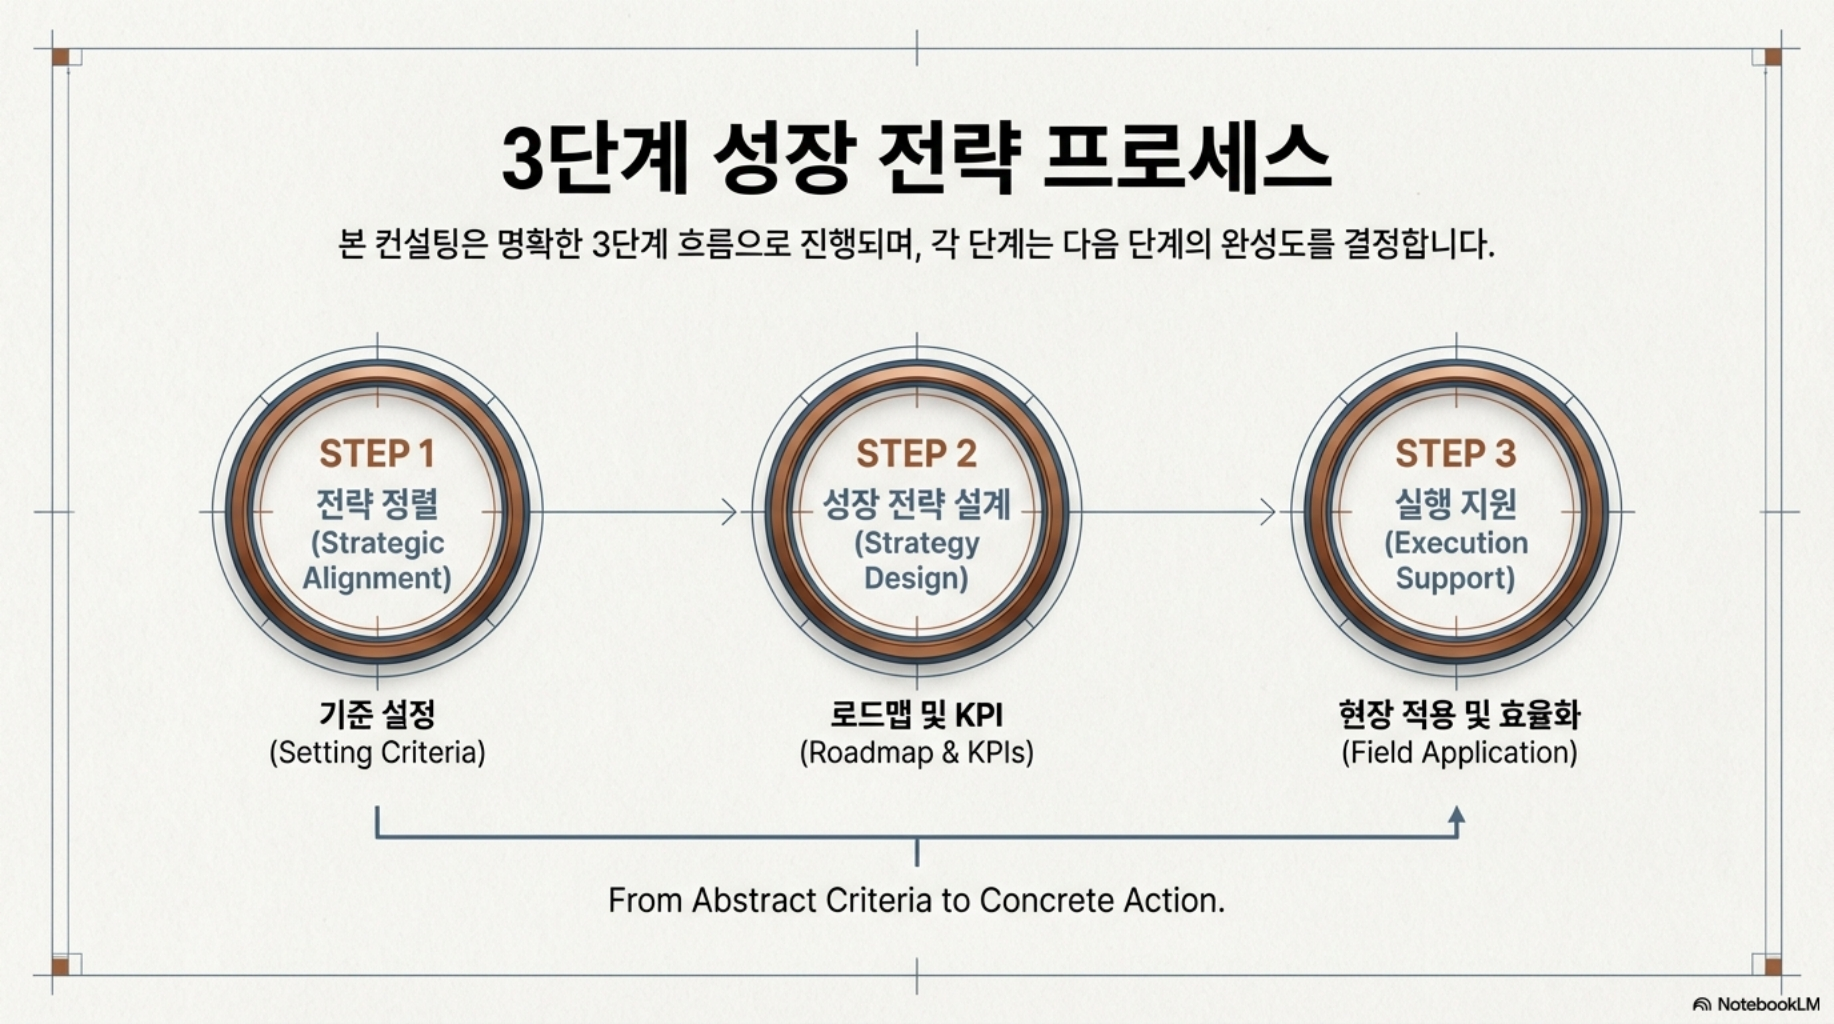 3단계 성장 전략 프로세스
본 컨설팅은 명확한 3단계 흐름으로 진행되며, 각 단계는 다음 단계의 완성도를 결정합니다.
STEP 1
전략 정렬
(Strategic
Alignment)
기준 설정
(Setting Criteria)
STEP 2
성장 전략 설계
(Strategy
Design)
로드맵 및 KPI
(Roadmap & KPIs)
STEP 3
실행 지원
(Execution
Support)
현장 적용 및 효율화
(Field Application)
From Abstract Criteria to Concrete Action.
NotebookLM